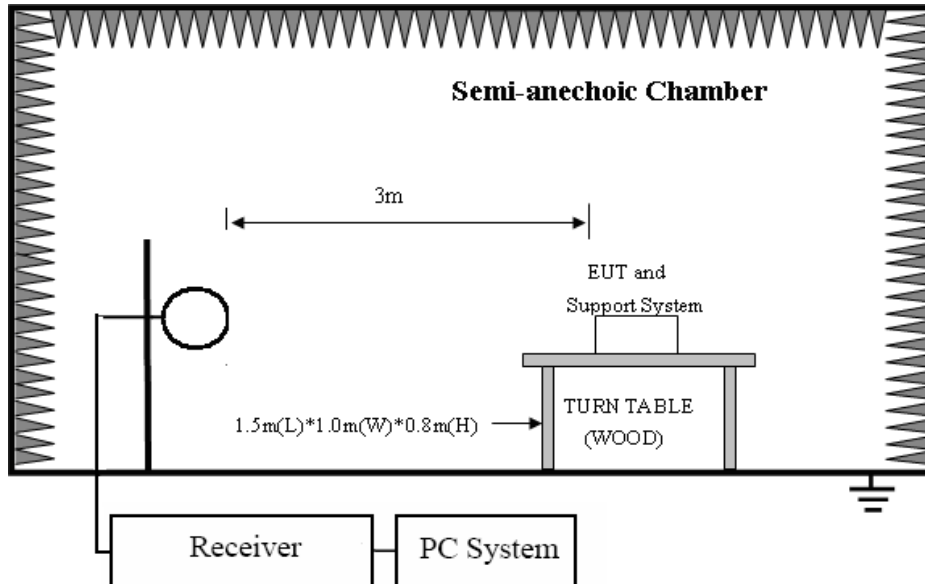 Semi-anechoic Chamber
3m
EUT and
Support System
1.5m(L)*1.0m(W)*0.8m(H)
TURN TABLE
(WOOD)
Receiver
PC System